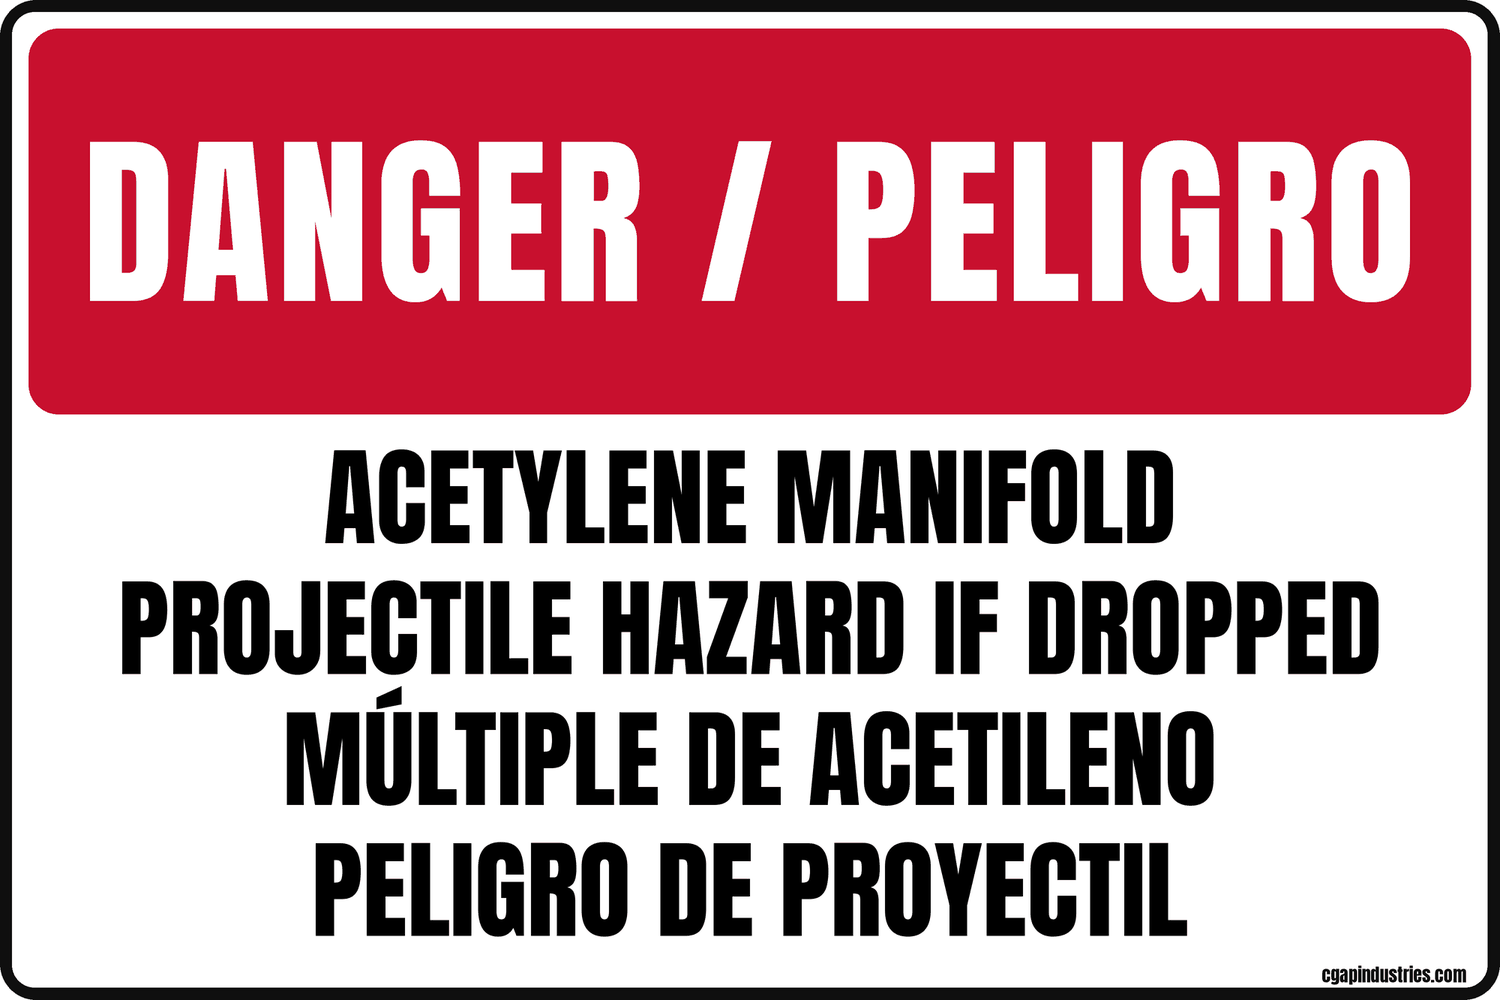 DANGER / PELIGRO
ACETYLENE MANIFOLD
PROJECTILE HAZARD IF DROPPED
MÚLTIPLE DE ACETILENO
PELIGRO DE PROYECTIL
cgapindustries.com